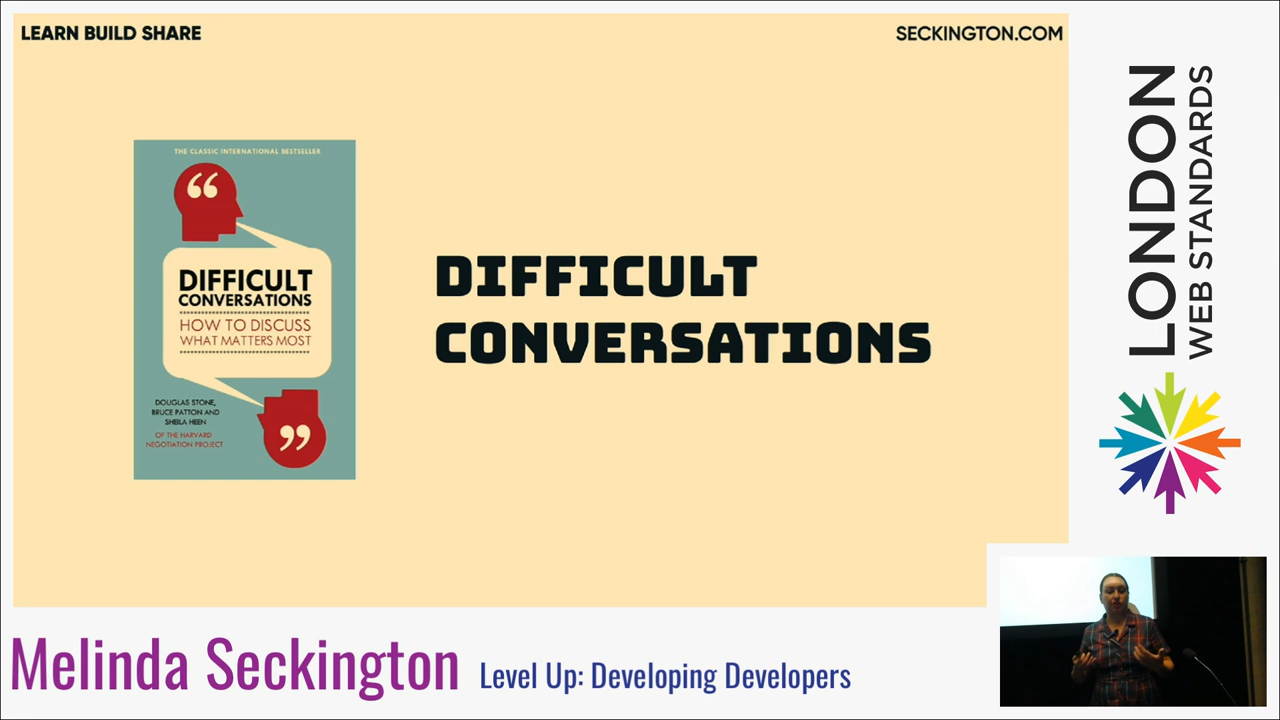 LEARN BUILD SHARE
SECKINGTON.COM
THE CLASSIC INTERNATIONAL BESTSELLER
“
DIFFICULT
CONVERSATIONS
HOW TO DISCUSS
WHAT MATTERS MOST
DOUGLAS STONE,
BRUCE PATTON AND
SHEILA HEEN
OF THE HARVARD
NEGOTIATION PROJECT
”
DIFFICULT
CONVERSATIONS
LONDON
WEB STANDARDS
Melinda Seckington Level Up: Developing Developers